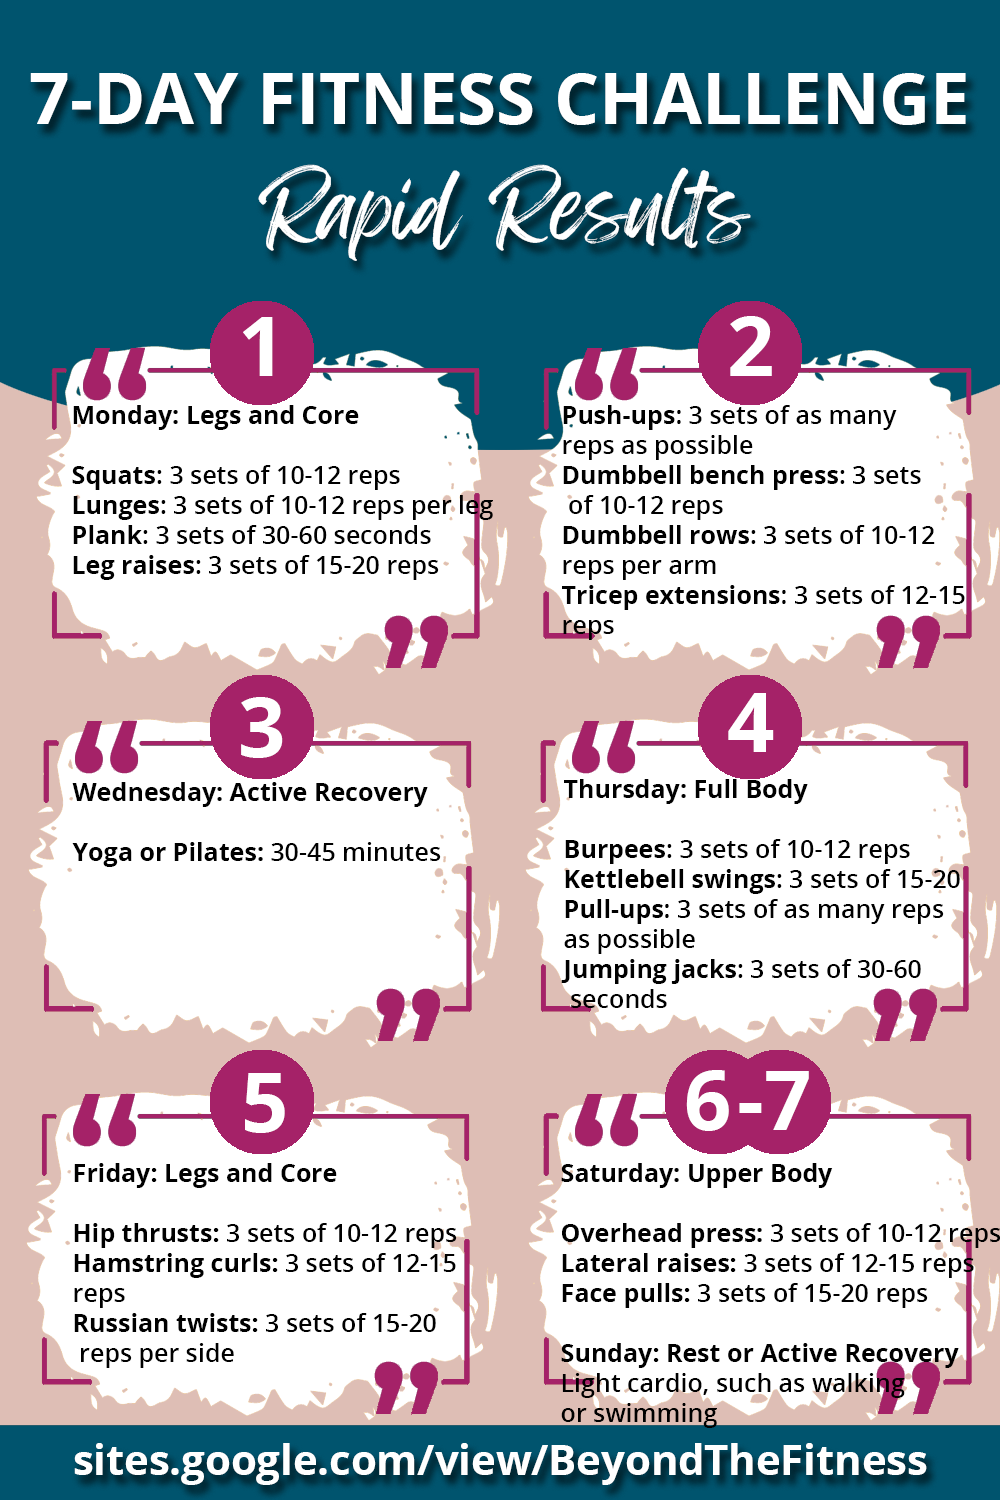 7-DAY FITNESS CHALLENGE
Rapid Results
1
Monday: Legs and Core
Squats: 3 sets of 10-12 reps
Lunges: 3 sets of 10-12 reps per leg
Plank: 3 sets of 30-60 seconds
Leg raises: 3 sets of 15-20 reps
2
Push-ups: 3 sets of as many
reps as possible
Dumbbell bench press: 3 sets
of 10-12 reps
Dumbbell rows: 3 sets of 10-12
reps per arm
Tricep extensions: 3 sets of 12-15
reps
3
Wednesday: Active Recovery
Yoga or Pilates: 30-45 minutes
4
Thursday: Full Body
Burpees: 3 sets of 10-12 reps
Kettlebell swings: 3 sets of 15-20
Pull-ups: 3 sets of as many reps
as possible
Jumping jacks: 3 sets of 30-60
seconds
5
Friday: Legs and Core
Hip thrusts: 3 sets of 10-12 reps
Hamstring curls: 3 sets of 12-15
reps
Russian twists: 3 sets of 15-20
reps per side
6-7
Saturday: Upper Body
Overhead press: 3 sets of 10-12 reps
Lateral raises: 3 sets of 12-15 reps
Face pulls: 3 sets of 15-20 reps
Sunday: Rest or Active Recovery
Light cardio, such as walking
or swimming
sites.google.com/view/BeyondTheFitness